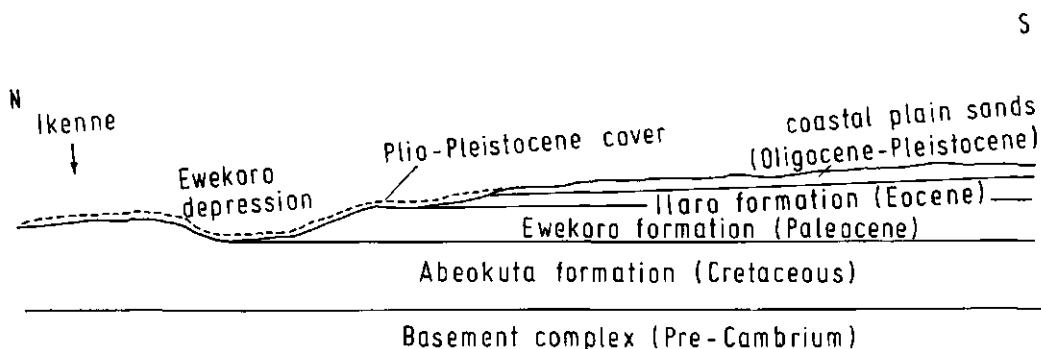 S
N
Ikenne
Ewekoro
depression
Plio-Pleistocene cover
coastal plain sands
(Oligocene-Pleistocene)
Ilaro formation (Eocene)
Ewekoro formation (Paleocene)
Abeokuta formation (Cretaceous)
Basement complex (Pre-Cambrium)